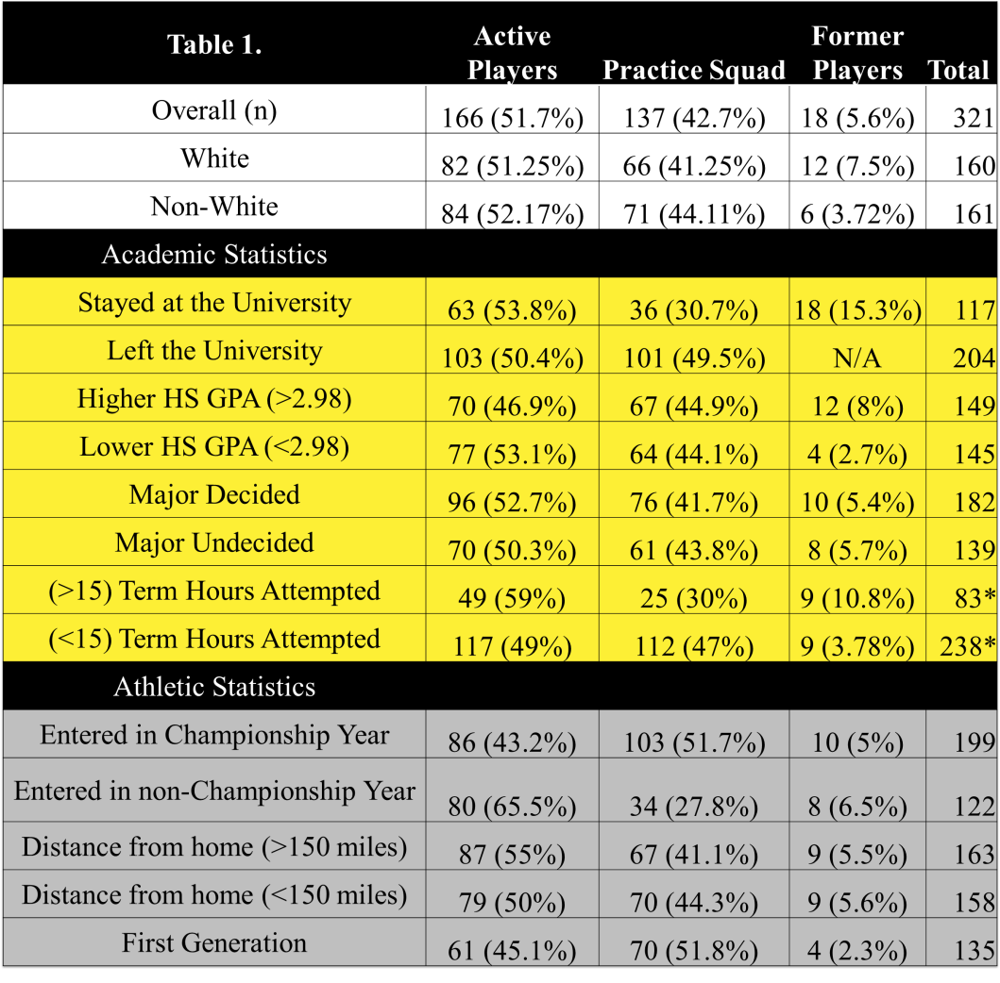 Table 1. Active Players Practice Squad Former Players Total
Overall (n) 166 (51.7%) 137 (42.7%) 18 (5.6%) 321
White 82 (51.25%) 66 (41.25%) 12 (7.5%) 160
Non-White 84 (52.17%) 71 (44.11%) 6 (3.72%) 161
Academic Statistics
Stayed at the University 63 (53.8%) 36 (30.7%) 18 (15.3%) 117
Left the University 103 (50.4%) 101 (49.5%) N/A 204
Higher HS GPA (>2.98) 70 (46.9%) 67 (44.9%) 12 (8%) 149
Lower HS GPA (<2.98) 77 (53.1%) 64 (44.1%) 4 (2.7%) 145
Major Decided 96 (52.7%) 76 (41.7%) 10 (5.4%) 182
Major Undecided 70 (50.3%) 61 (43.8%) 8 (5.7%) 139
(>15) Term Hours Attempted 49 (59%) 25 (30%) 9 (10.8%) 83*
(<15) Term Hours Attempted 117 (49%) 112 (47%) 9 (3.78%) 238*
Athletic Statistics
Entered in Championship Year 86 (43.2%) 103 (51.7%) 10 (5%) 199
Entered in non-Championship Year 80 (65.5%) 34 (27.8%) 8 (6.5%) 122
Distance from home (>150 miles) 87 (55%) 67 (41.1%) 9 (5.5%) 163
Distance from home (<150 miles) 79 (50%) 70 (44.3%) 9 (5.6%) 158
First Generation 61 (45.1%) 70 (51.8%) 4 (2.3%) 135